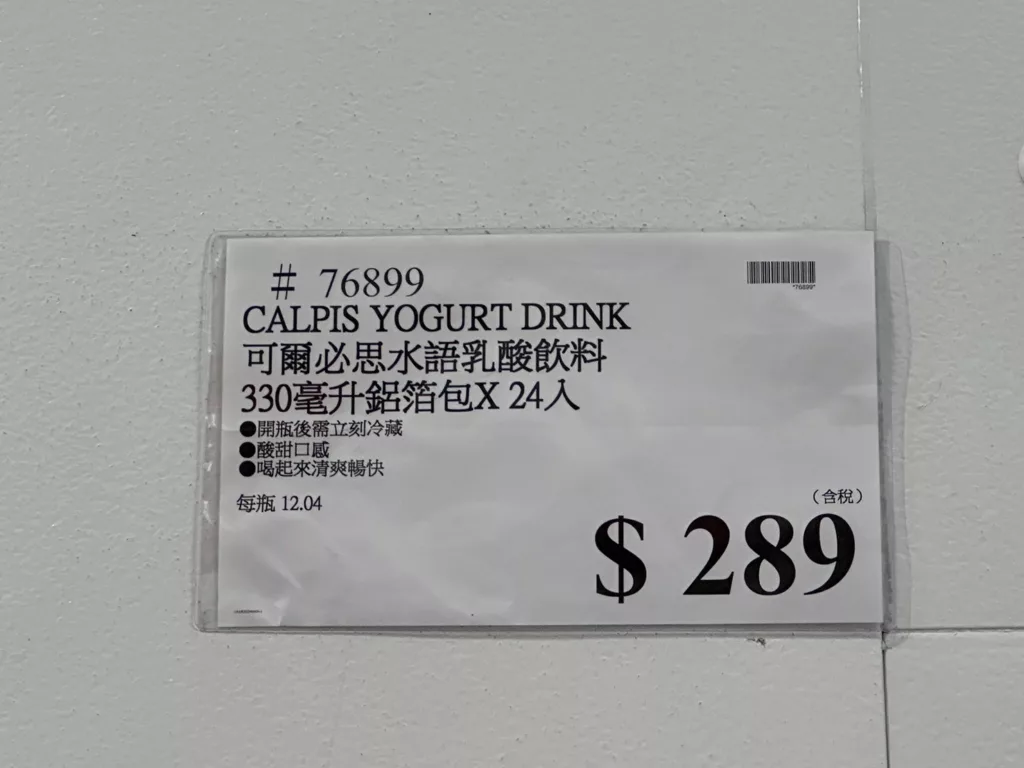 # 76899
"76899"
CALPIS YOGURT DRINK
可爾必思水語乳酸飲料
330毫升鋁箔包X 24入
●開瓶後需立刻冷藏
●酸甜口感
●喝起來清爽暢快
每瓶 12.04
(含稅)
$ 289